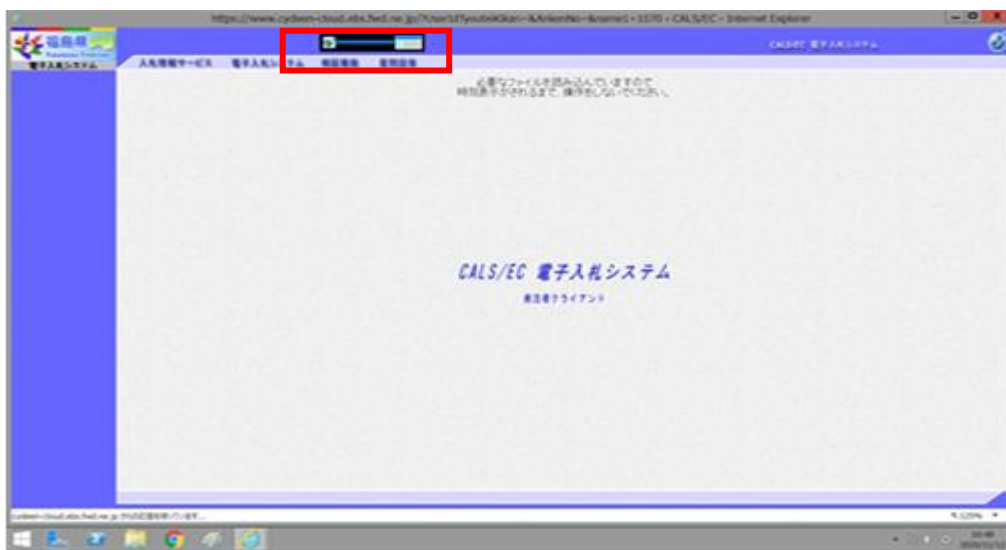 福島県
電子入札システム
入札情報サービス 電子入札システム 検証機能 質問回答
CALS/EC 電子入札システム
必要なファイルを読み込んでいますので
時刻表示がされるまで、操作をしないでください。
CALS/EC 電子入札システム
発注者クライアント